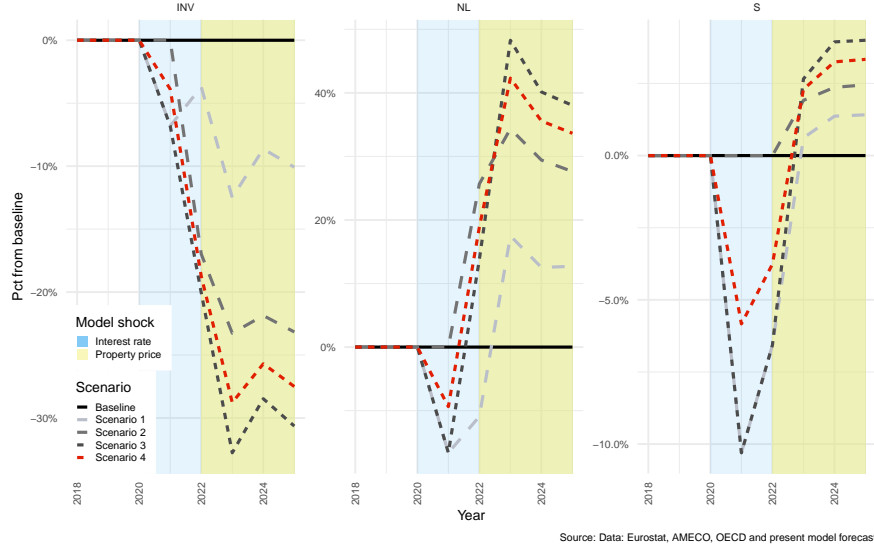 INV
NL
S
Pct from baseline
0%
−10%
−20%
−30%
40%
20%
0%
0.0%
−5.0%
−10.0%
Model shock
Interest rate
Property price
Scenario
Baseline
Scenario 1
Scenario 2
Scenario 3
Scenario 4
2018
2020
2022
2024
2018
2020
2022
2024
2018
2020
2022
2024
Year
Source: Data: Eurostat, AMECO, OECD and present model forecas